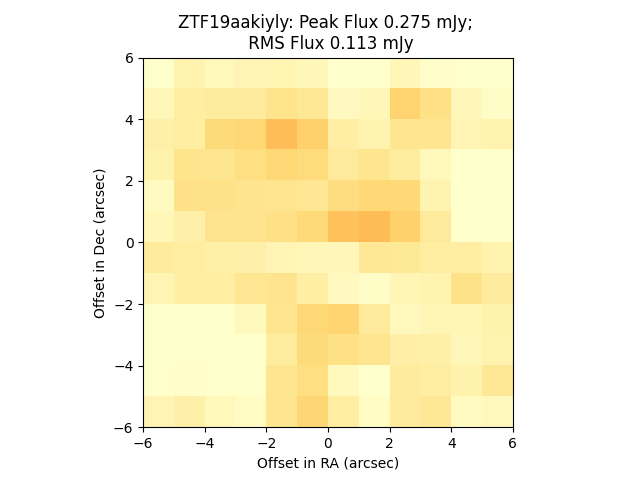 ZTF19aakiyly: Peak Flux 0.275 mJy;
RMS Flux 0.113 mJy
6
4
2
0
−2
−4
−6
Offset in Dec (arcsec)
−6 −4 −2 0 2 4 6
Offset in RA (arcsec)